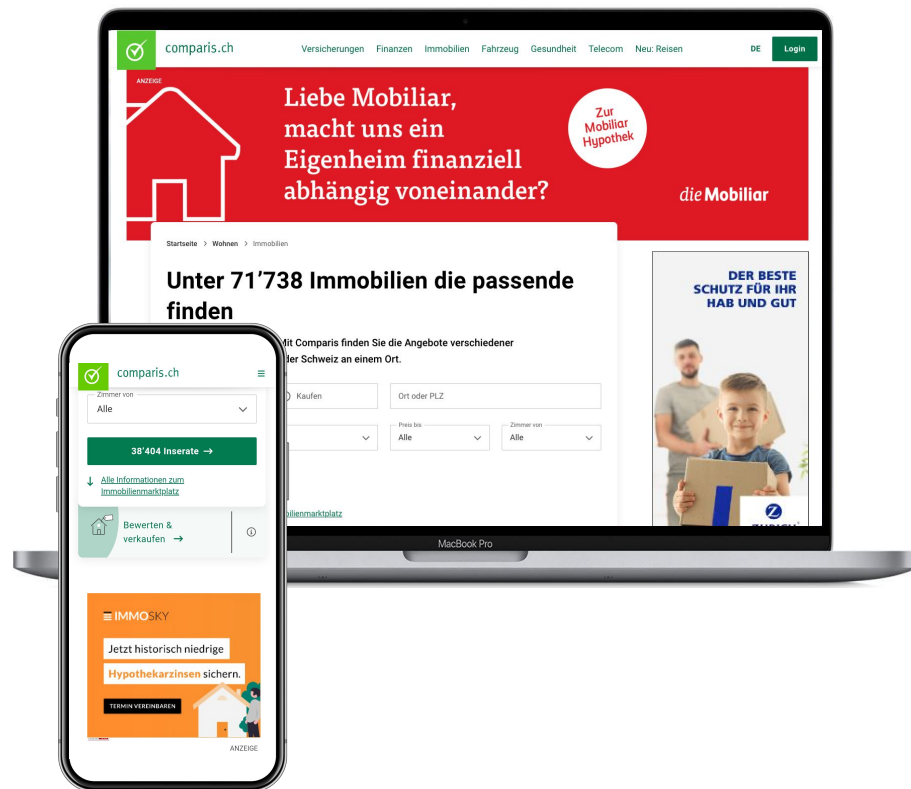 comparis.ch
Versicherungen Finanzen Immobilien Fahrzeug Gesundheit Telecom Neu: Reisen
DE
Login
ANZEIGE
Liebe Mobiliar,
macht uns ein
Eigenheim finanziell
abhängig voneinander?
Zur
Mobiliar
Hypothek
die Mobiliar
Startseite > Wohnen > Immobilien
Unter 71’738 Immobilien die passende
finden
Mit Comparis finden Sie die Angebote verschiedener
der Schweiz an einem Ort.
Kaufen
Ort oder PLZ
Preis bis
Alle
Zimmer von
Alle
bilienmarktplatz
DER BESTE
SCHUTZ FÜR IHR
HAB UND GUT
ZURICH
MacBook Pro
comparis.ch
Zimmer von
Alle
38’404 Inserate →
↓ Alle Informationen zum
Immobilienmarktplatz
Bewerten &
verkaufen →
IMMOSKY
Jetzt historisch niedrige
Hypothekarzinsen sichern.
TERMIN VEREINBAREN
ANZEIGE